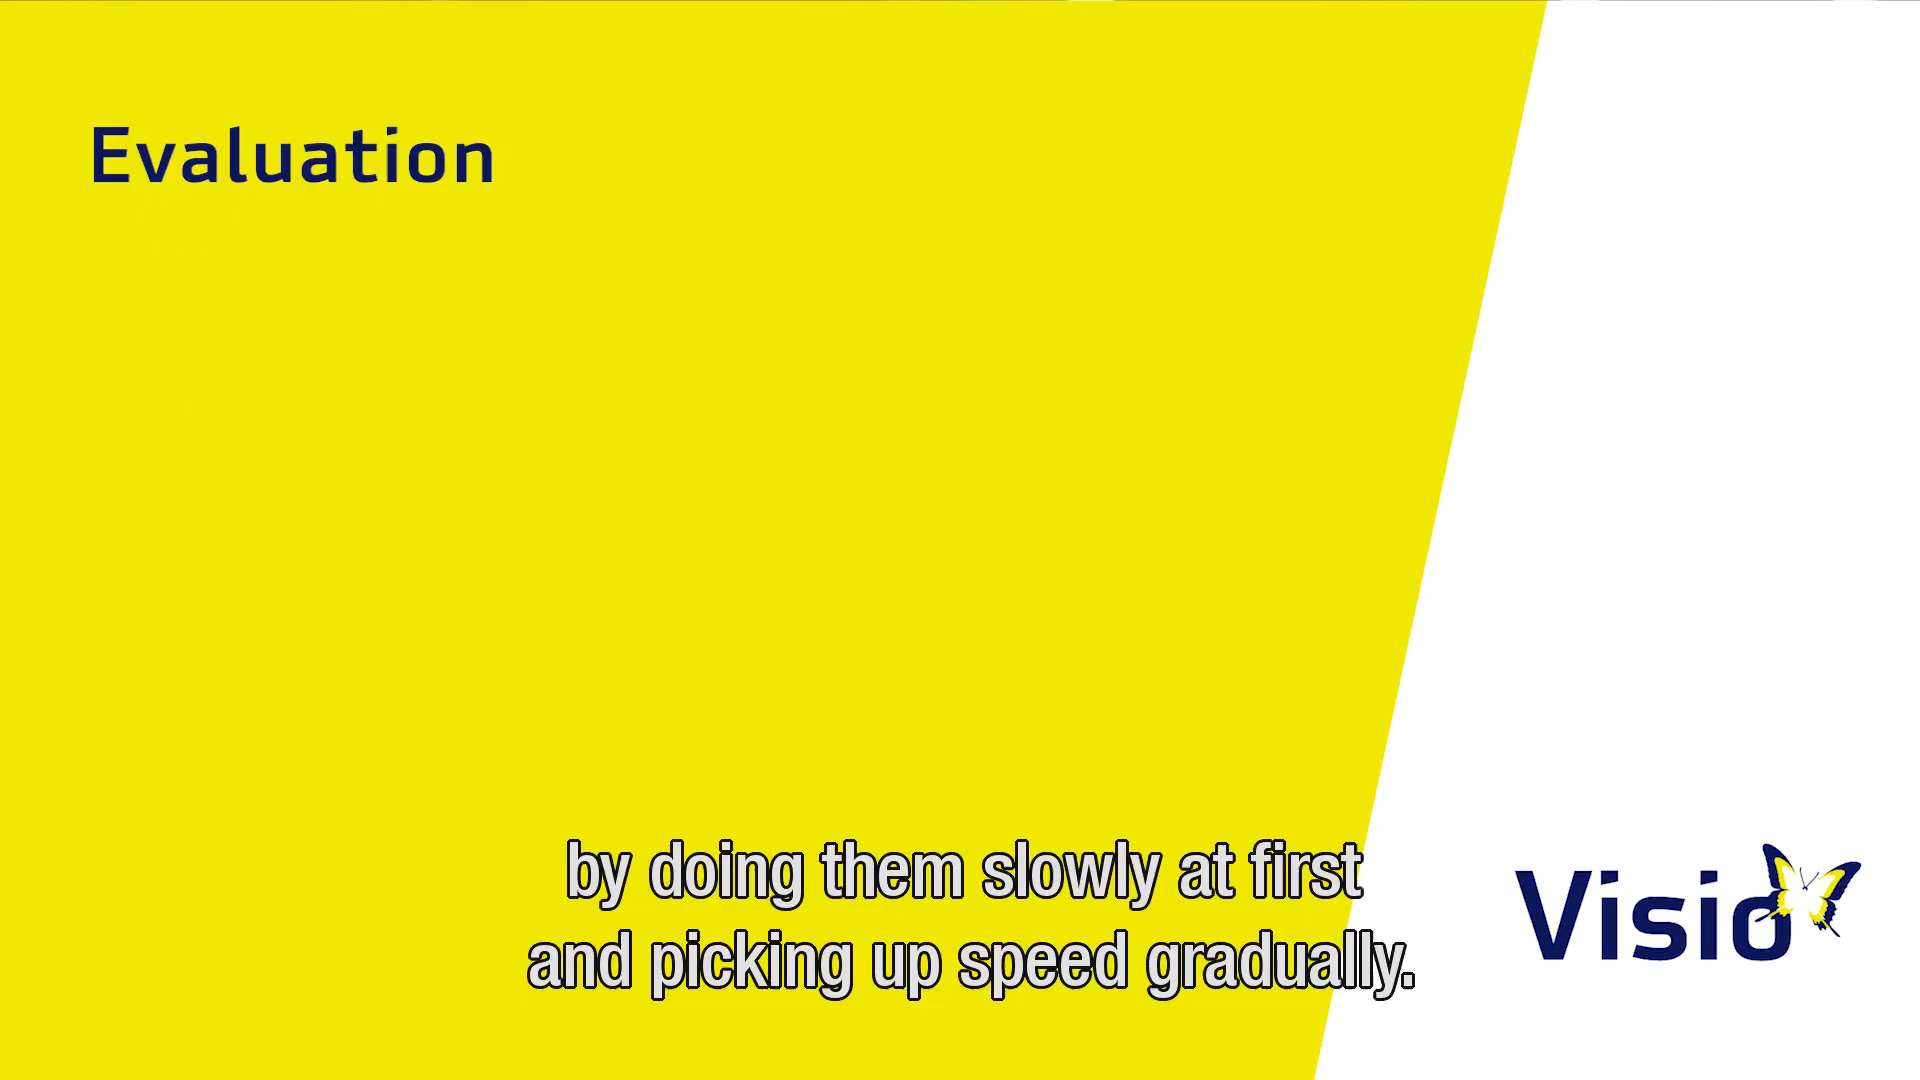 Evaluation
by doing them slowly at first
and picking up speed gradually.
Visio